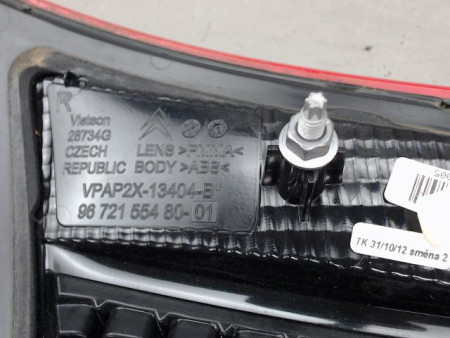 R
Visteon
28734G
CZECH LENS >PMMA<
REPUBLIC BODY >ABS<
VPAP2X-13404-B
96 721 554 80-01
TK 31/10/12 směna 2